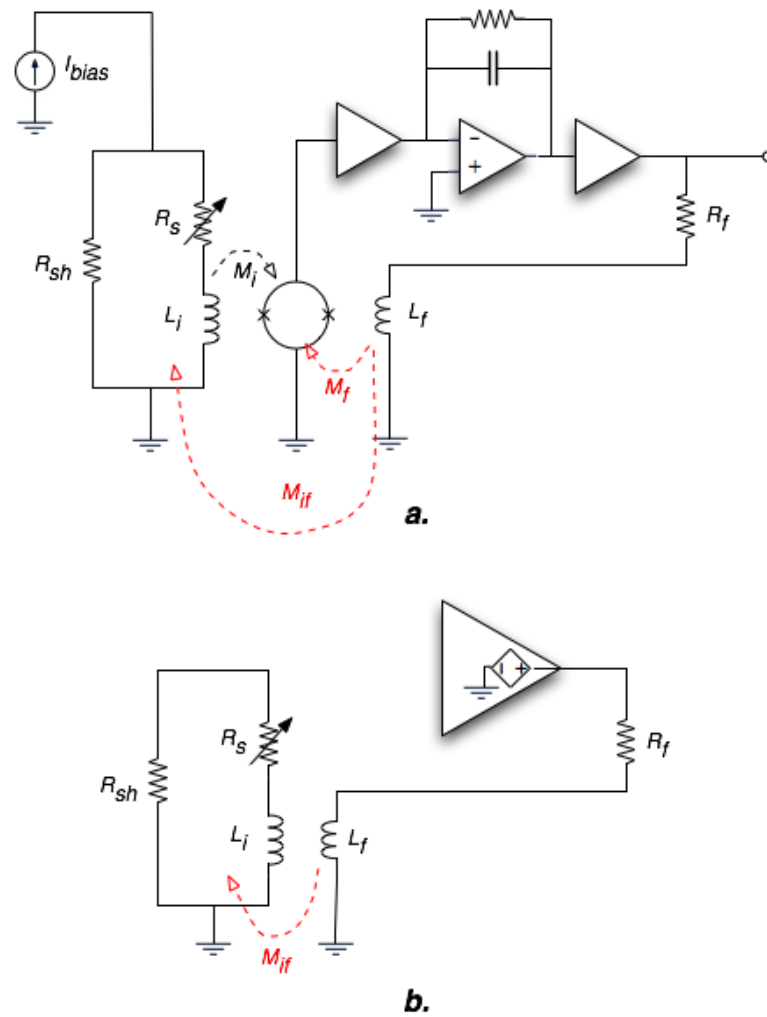 I_bias
R_s
R_sh
M_i
L_i
-
+
R_f
L_f
M_f
M_if
a.
- +
R_s
R_f
R_sh
L_i
L_f
M_if
b.